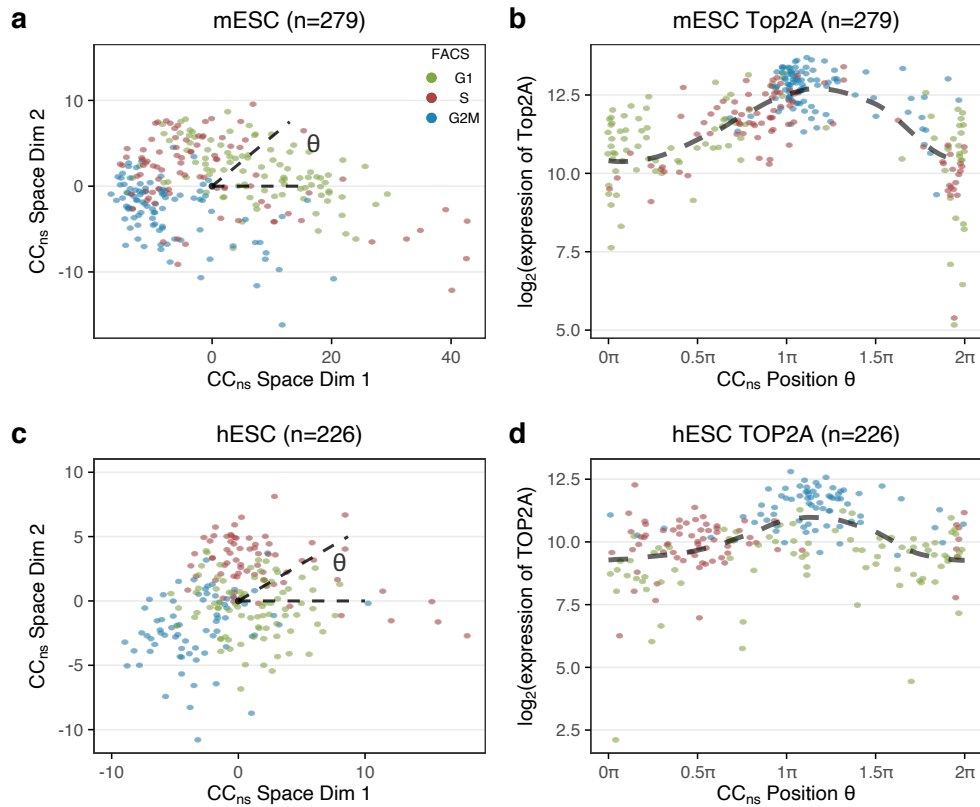 a
mESC (n=279)
FACS
G1
S
G2M
θ
10
0
-10
CCns Space Dim 2
0
20
40
CCns Space Dim 1
b
mESC Top2A (n=279)
12.5
10.0
7.5
5.0
log2(expression of Top2A)
0π
0.5π
1π
1.5π
2π
CCns Position θ
c
hESC (n=226)
θ
10
5
0
-5
-10
CCns Space Dim 2
-10
0
10
CCns Space Dim 1
d
hESC TOP2A (n=226)
12.5
10.0
7.5
5.0
2.5
log2(expression of TOP2A)
0π
0.5π
1π
1.5π
2π
CCns Position θ